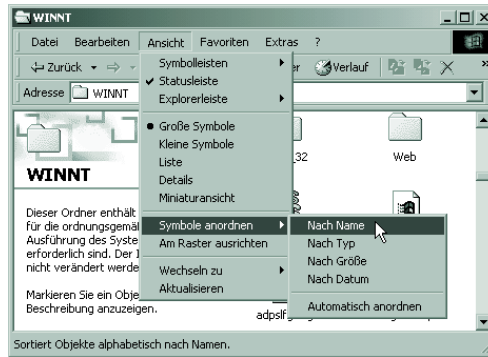 WINNT
Datei Bearbeiten Ansicht Favoriten Extras ?
Zurück Verlauf »
Adresse WINNT
Symbolleisten
Statusleiste
Explorerleiste
Große Symbole
Kleine Symbole
Liste
Details
Miniaturansicht
Symbole anordnen
Am Raster ausrichten
Wechseln zu
Aktualisieren
Nach Name
Nach Typ
Nach Größe
Nach Datum
Automatisch anordnen
WINNT
Dieser Ordner enthält
für die ordnungsgemäß
Ausführung des Syste
erforderlich sind. Der I
nicht verändert werde
Markieren Sie ein Obje
Beschreibung anzuzeigen.
_32
Web
Sortiert Objekte alphabetisch nach Namen.